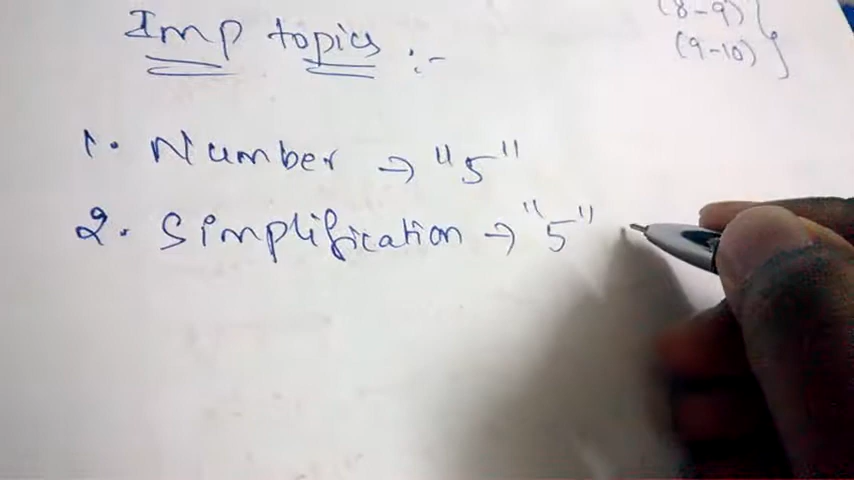 (8-9)
Imp topics :-
(9-10)
1. Number → "5"
2. Simplification → "5"